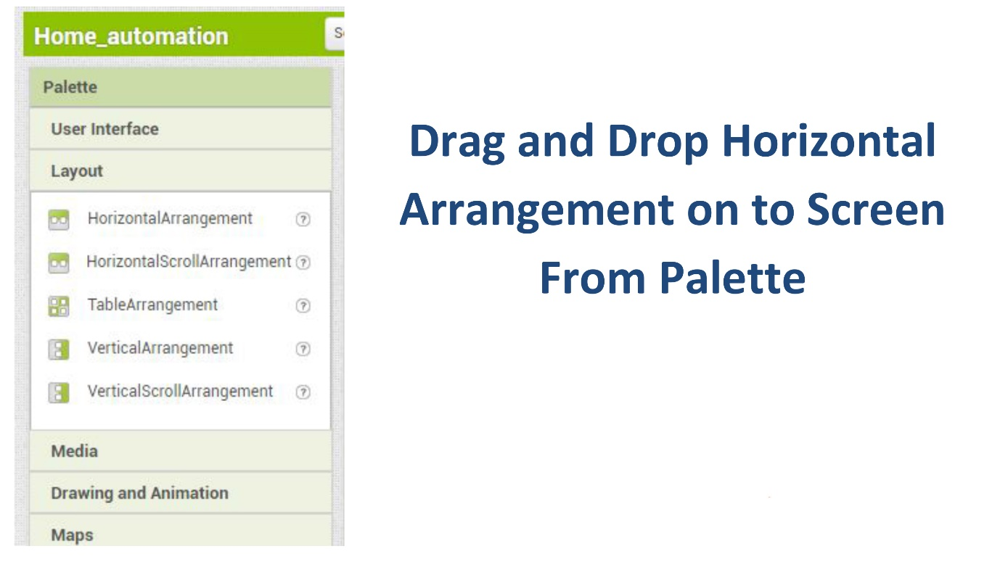 Home_automation
Palette
User Interface
Layout
HorizontalArrangement ?
HorizontalScrollArrangement ?
TableArrangement ?
VerticalArrangement ?
VerticalScrollArrangement ?
Media
Drawing and Animation
Maps
Drag and Drop Horizontal
Arrangement on to Screen
From Palette